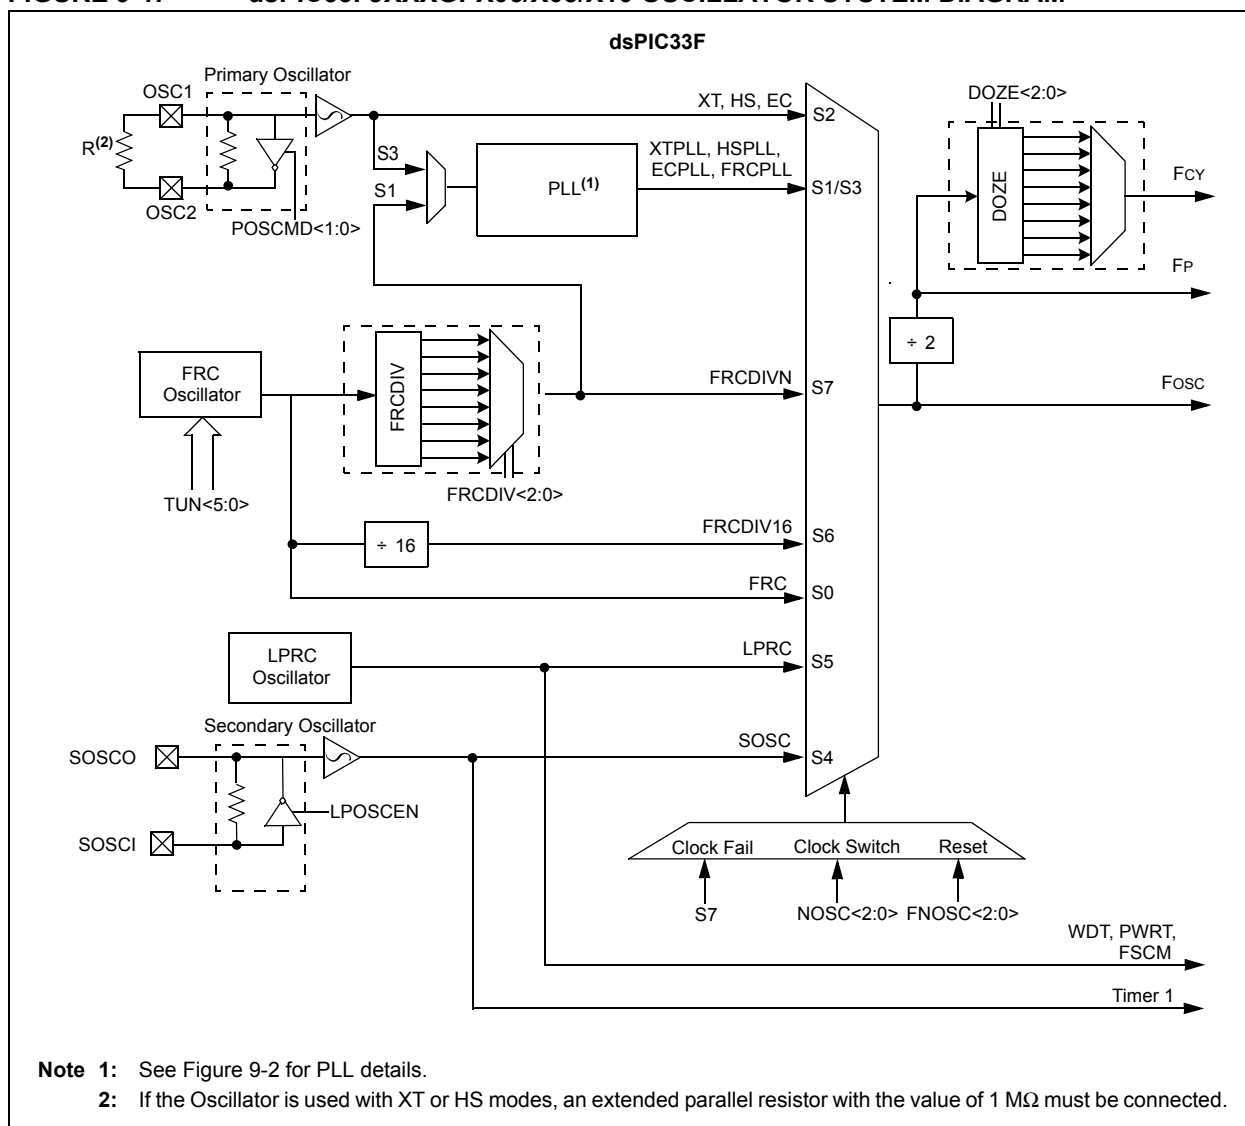 dsPIC33F
Primary Oscillator
OSC1
R(2)
OSC2
POSCMD<1:0>
S3
S1
PLL(1)
XT, HS, EC
S2
XTPLL, HSPLL,
ECPLL, FRCPLL
S1/S3
DOZE<2:0>
DOZE
FCY
FP
÷ 2
FOSC
FRC
Oscillator
TUN<5:0>
FRCDIV
FRCDIV<2:0>
FRCDIVN
S7
÷ 16
FRCDIV16
S6
FRC
S0
LPRC
Oscillator
LPRC
S5
Secondary Oscillator
SOSCO
SOSCI
LPOSCEN
SOSC
S4
Clock Fail
Clock Switch
Reset
S7
NOSC<2:0>
FNOSC<2:0>
WDT, PWRT,
FSCM
Timer 1
Note 1: See Figure 9-2 for PLL details.
2: If the Oscillator is used with XT or HS modes, an extended parallel resistor with the value of 1 MΩ must be connected.